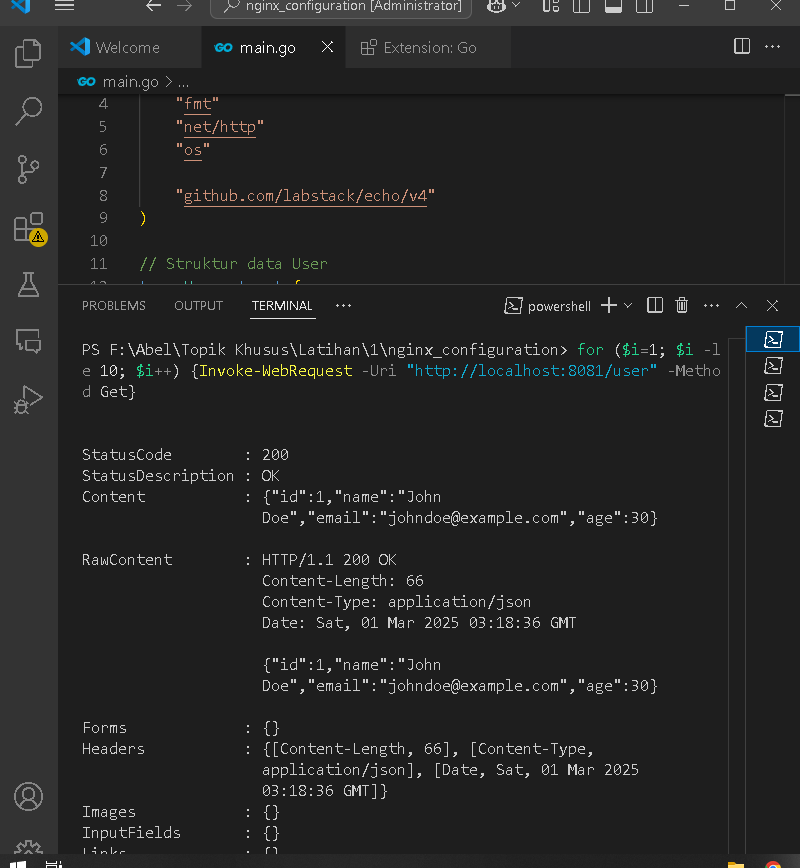 nginx_configuration [Administrator]
Welcome
main.go
Extension: Go
main.go > ...
4 "fmt"
5 "net/http"
6 "os"
7
8 "github.com/labstack/echo/v4"
9 )
10
11 // Struktur data User
PROBLEMS OUTPUT TERMINAL ... powershell
PS F:\Abel\Topik Khusus\Latihan\1\nginx_configuration> for ($i=1; $i -l
e 10; $i++) {Invoke-WebRequest -Uri "http://localhost:8081/user" -Metho
d Get}
StatusCode : 200
StatusDescription : OK
Content : {"id":1,"name":"John
Doe","email":"johndoe@example.com","age":30}
RawContent : HTTP/1.1 200 OK
Content-Length: 66
Content-Type: application/json
Date: Sat, 01 Mar 2025 03:18:36 GMT
{"id":1,"name":"John
Doe","email":"johndoe@example.com","age":30}
Forms : {}
Headers : {[Content-Length, 66], [Content-Type,
application/json], [Date, Sat, 01 Mar 2025
03:18:36 GMT]}
Images : {}
InputFields : {}
Links : {}